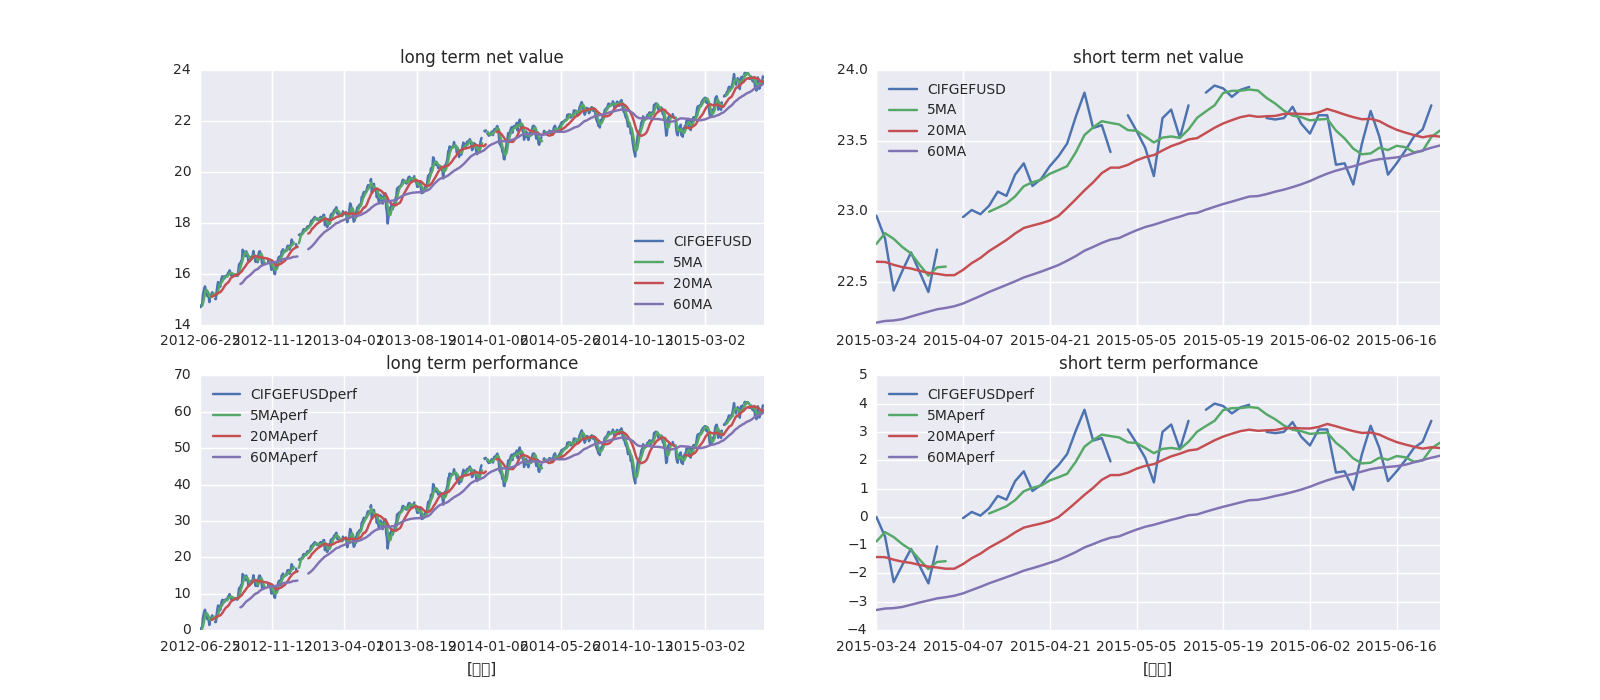 long term net value
24
22
20
18
16
14
CIFGEFUSD
5MA
20MA
60MA
2012-06-25
2012-11-12
2013-04-01
2013-08-19
2014-01-06
2014-05-26
2014-10-13
2015-03-02
short term net value
24.0
23.5
23.0
22.5
CIFGEFUSD
5MA
20MA
60MA
2015-03-24
2015-04-07
2015-04-21
2015-05-05
2015-05-19
2015-06-02
2015-06-16
long term performance
70
60
50
40
30
20
10
0
CIFGEFUSDperf
5MAperf
20MAperf
60MAperf
2012-06-25
2012-11-12
2013-04-01
2013-08-19
2014-01-06
2014-05-26
2014-10-13
2015-03-02
short term performance
5
4
3
2
1
0
−1
−2
−3
−4
CIFGEFUSDperf
5MAperf
20MAperf
60MAperf
2015-03-24
2015-04-07
2015-04-21
2015-05-05
2015-05-19
2015-06-02
2015-06-16